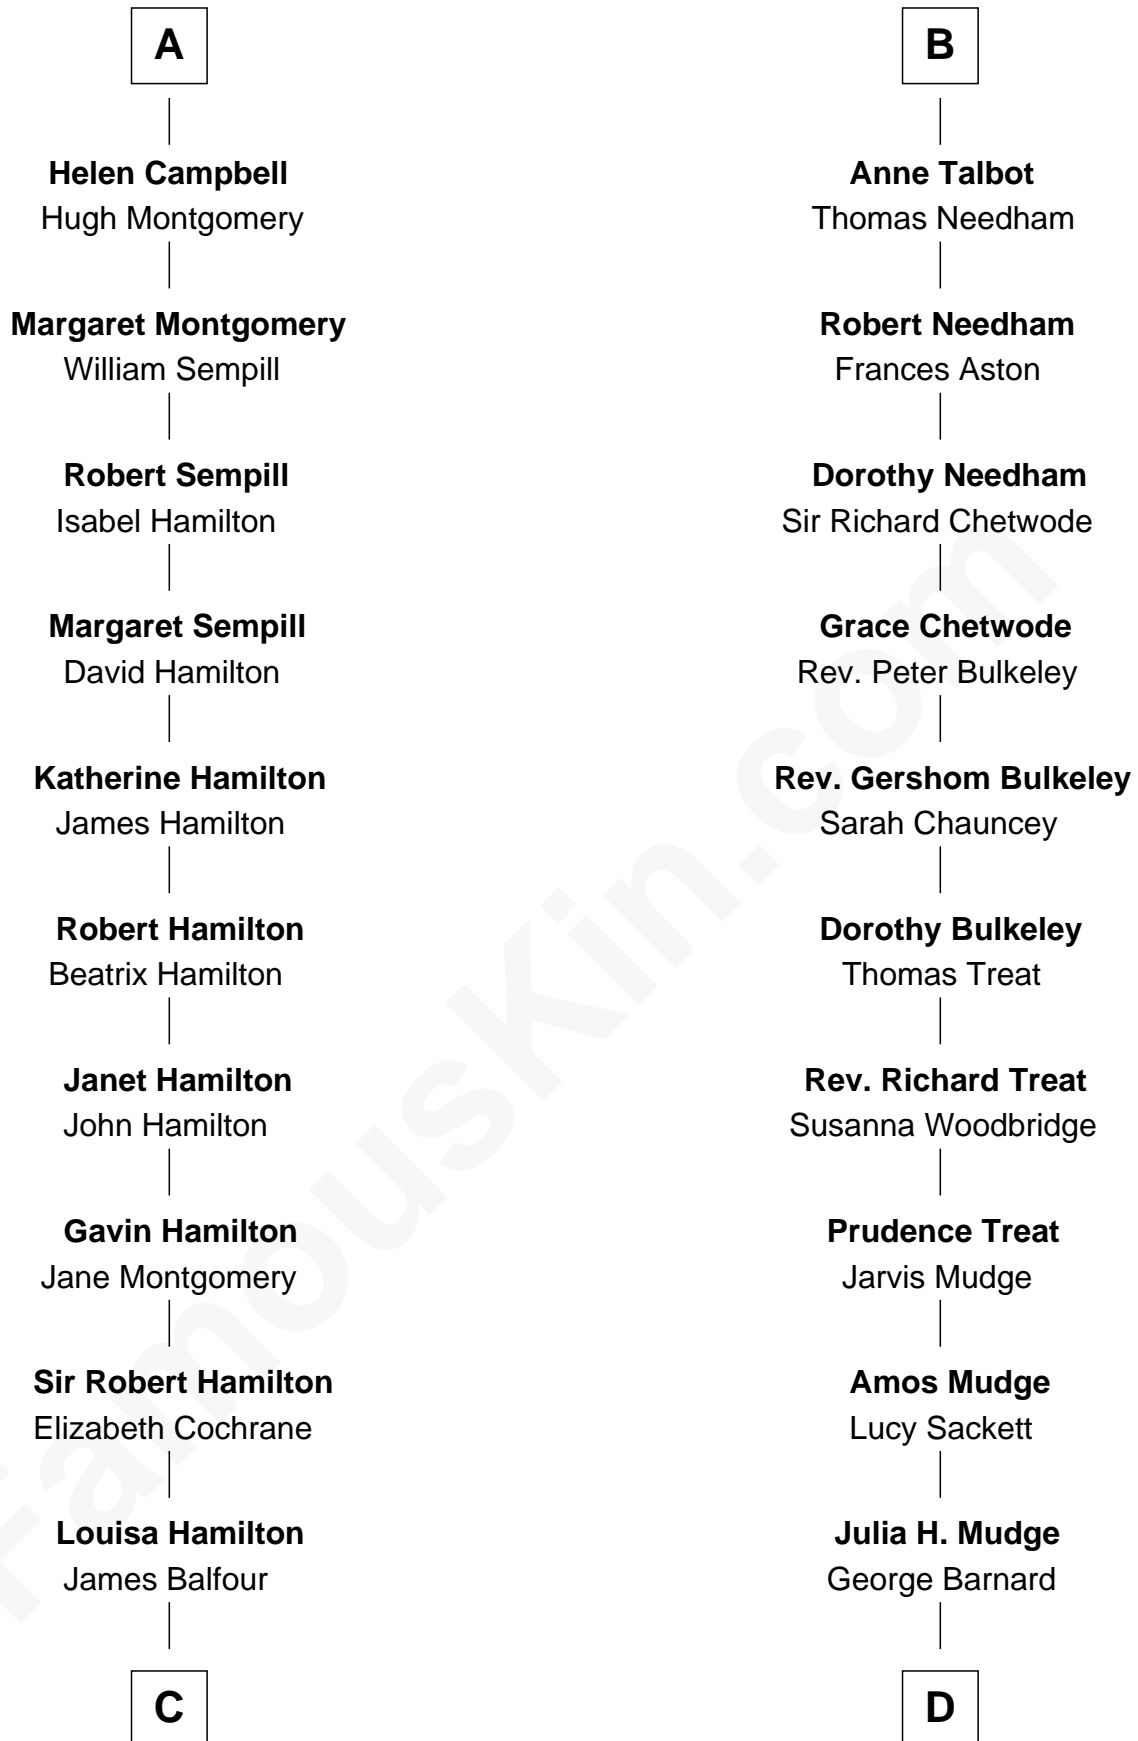 A
Helen Campbell
Hugh Montgomery
Margaret Montgomery
William Sempill
Robert Sempill
Isabel Hamilton
Margaret Sempill
David Hamilton
Katherine Hamilton
James Hamilton
Robert Hamilton
Beatrix Hamilton
Janet Hamilton
John Hamilton
Gavin Hamilton
Jane Montgomery
Sir Robert Hamilton
Elizabeth Cochrane
Louisa Hamilton
James Balfour
C
B
Anne Talbot
Thomas Needham
Robert Needham
Frances Aston
Dorothy Needham
Sir Richard Chetwode
Grace Chetwode
Rev. Peter Bulkeley
Rev. Gershom Bulkeley
Sarah Chauncey
Dorothy Bulkeley
Thomas Treat
Rev. Richard Treat
Susanna Woodbridge
Prudence Treat
Jarvis Mudge
Amos Mudge
Lucy Sackett
Julia H. Mudge
George Barnard
D
FamousKin.com